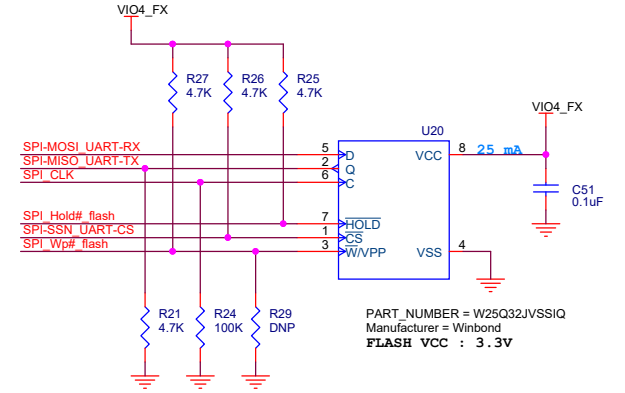 VIO4_FX
R27
4.7K
R26
4.7K
R25
4.7K
VIO4_FX
U20
SPI-MOSI_UART-RX
5
D
VCC
8
25 mA
SPI-MISO_UART-TX
2
Q
SPI_CLK
6
C
C51
0.1uF
SPI_Hold#_flash
7
HOLD
SPI-SSN_UART-CS
1
CS
SPI_Wp#_flash
3
W/VPP
VSS
4
R21
4.7K
R24
100K
R29
DNP
PART_NUMBER = W25Q32JVSSIQ
Manufacturer = Winbond
FLASH VCC : 3.3V